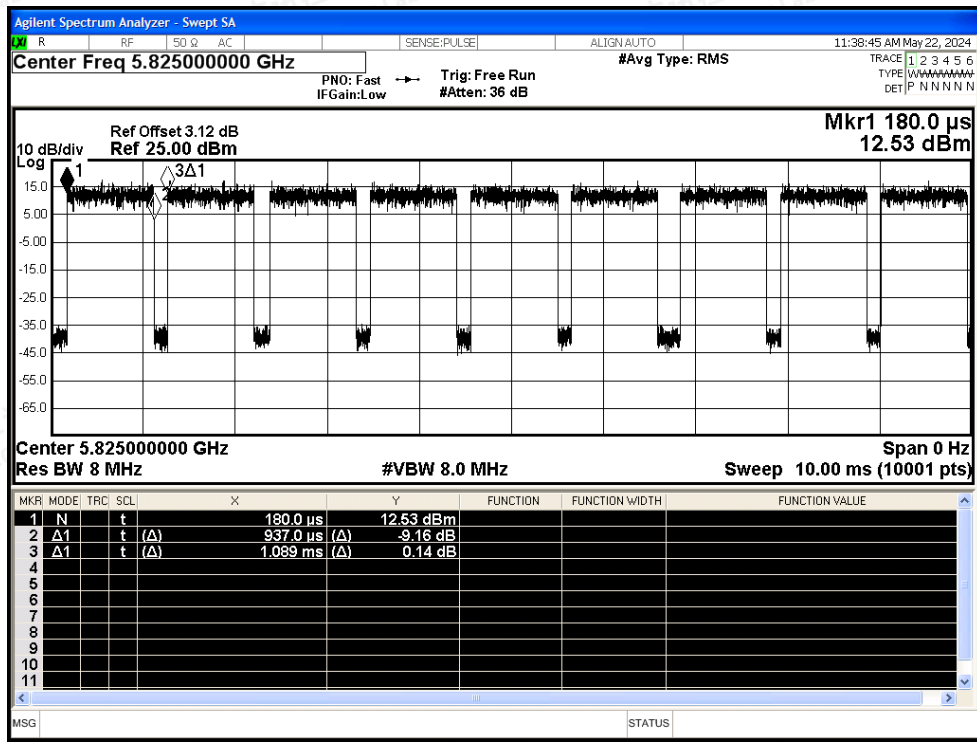 Agilent Spectrum Analyzer - Swept SA
LXI R RF 50 Ω AC SENSE:PULSE ALIGN AUTO 11:38:45 AM May 22, 2024
Center Freq 5.825000000 GHz #Avg Type: RMS TRACE 1 2 3 4 5 6
PNO: Fast Trig: Free Run TYPE W
IFGain:Low #Atten: 36 dB DET P N N N N N
Mkr1 180.0 µs
Ref Offset 3.12 dB
10 dB/div Ref 25.00 dBm 12.53 dBm
Log
1 3Δ1
15.0
5.00
-5.00
-15.0
-25.0
-35.0
-45.0
-55.0
-65.0
Center 5.825000000 GHz Span 0 Hz
Res BW 8 MHz #VBW 8.0 MHz Sweep 10.00 ms (10001 pts)
MKR MODE TRC SCL X Y FUNCTION FUNCTION WIDTH FUNCTION VALUE
1 N t 180.0 µs 12.53 dBm
2 Δ1 t (Δ) 937.0 µs (Δ) -9.16 dB
3 Δ1 t (Δ) 1.089 ms (Δ) 0.14 dB
4
5
6
7
8
9
10
11
MSG STATUS